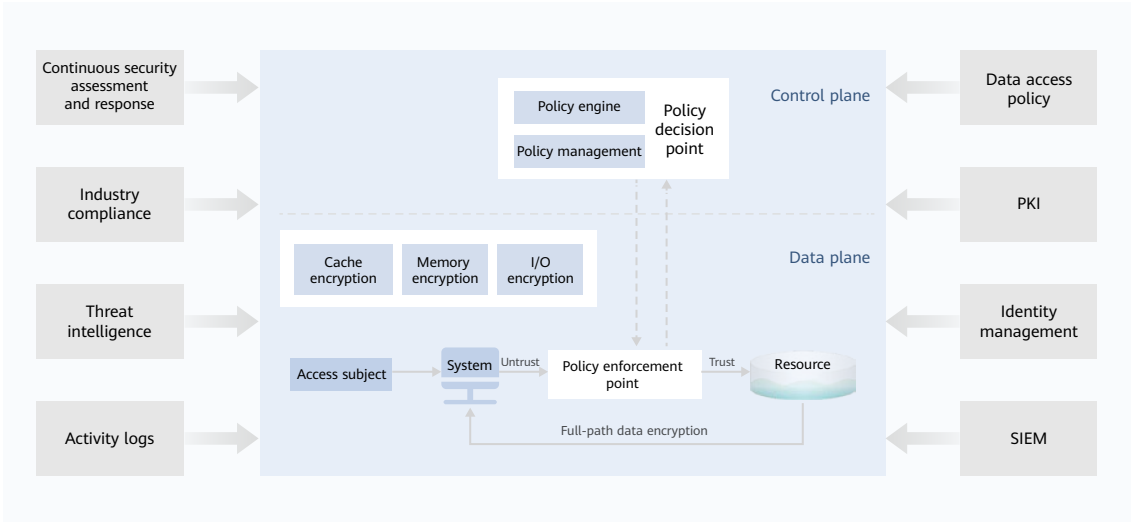 Continuous security
assessment
and response
Industry
compliance
Threat
intelligence
Activity logs
Control plane
Policy engine
Policy management
Policy
decision
point
Data plane
Cache
encryption
Memory
encryption
I/O
encryption
Access subject
System
Untrust
Policy enforcement
point
Trust
Resource
Full-path data encryption
Data access
policy
PKI
Identity
management
SIEM